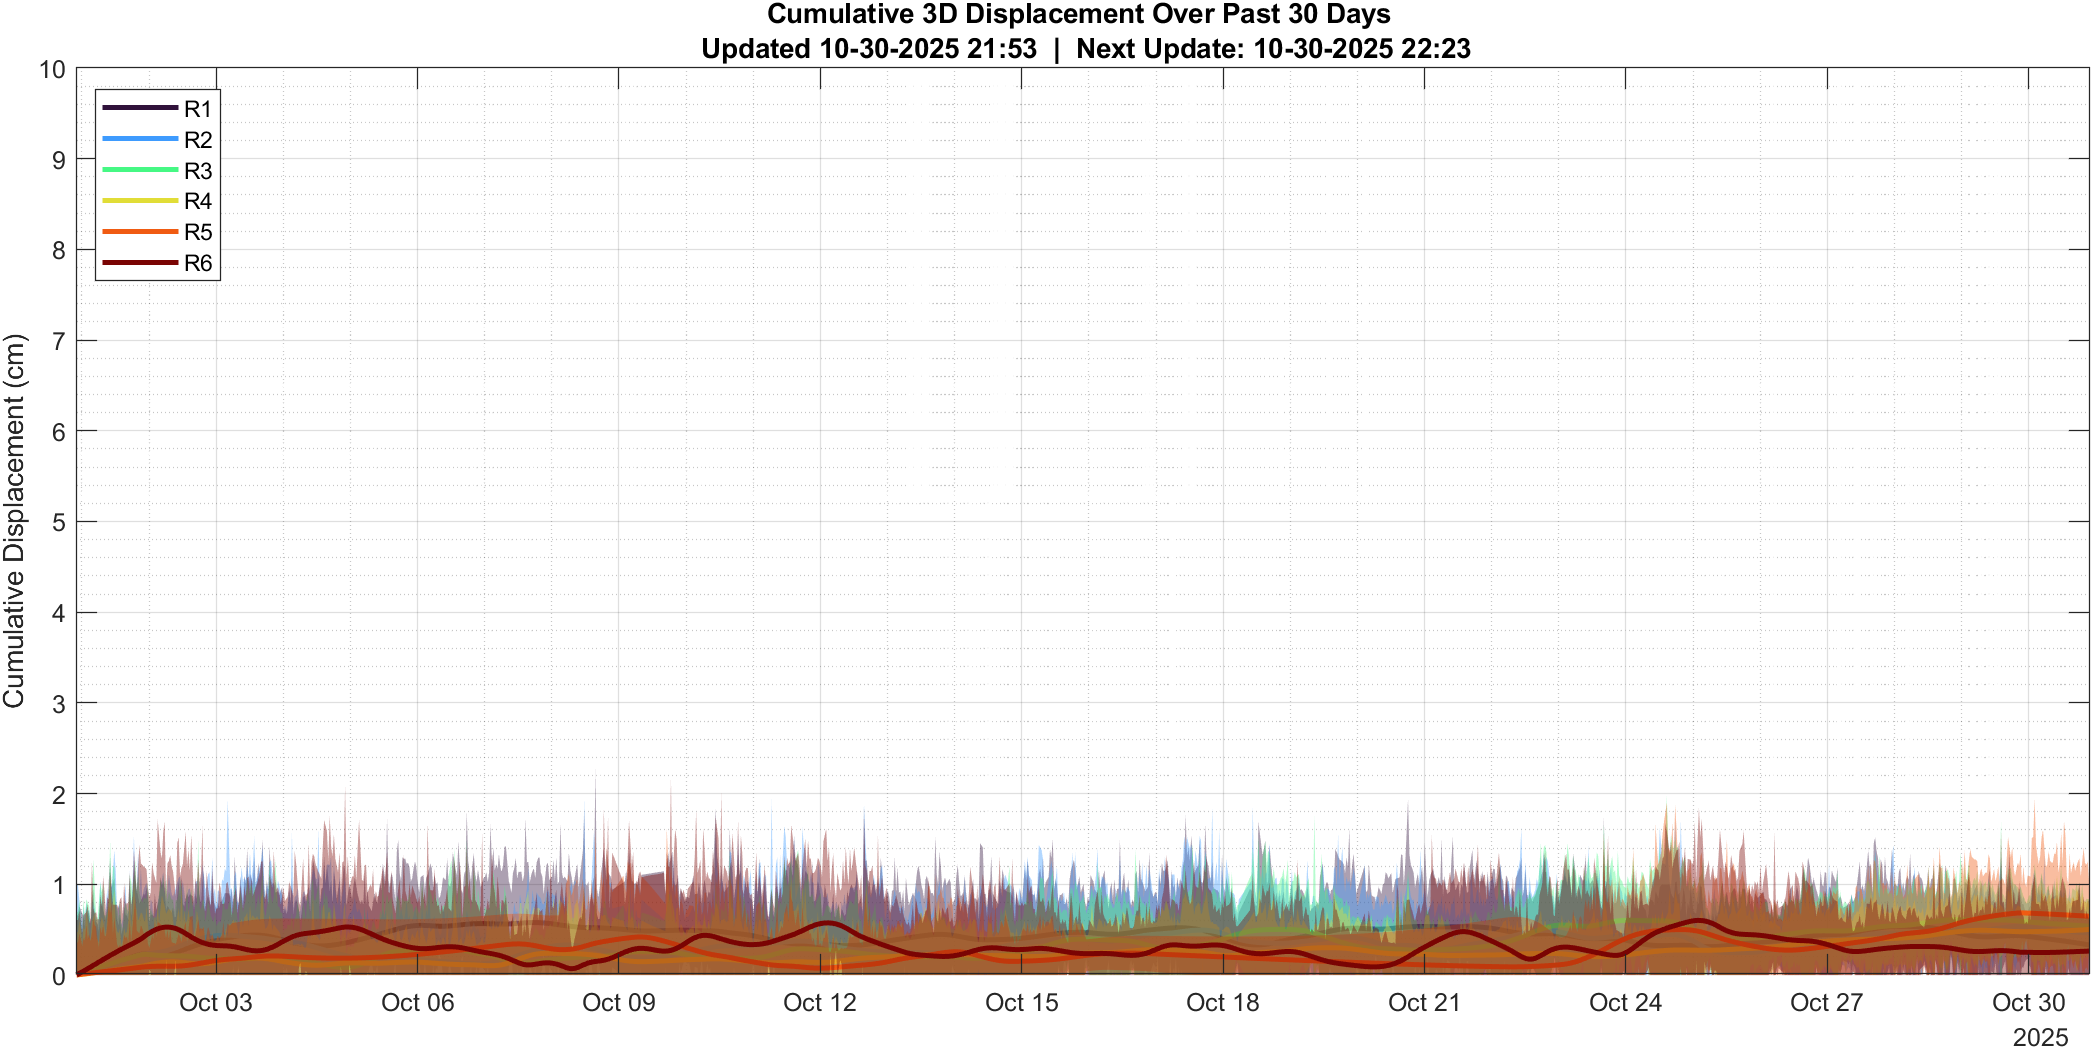 Cumulative 3D Displacement Over Past 30 Days
Updated 10-30-2025 21:53 | Next Update: 10-30-2025 22:23
Cumulative Displacement (cm)
10
9
8
7
6
5
4
3
2
1
0
R1
R2
R3
R4
R5
R6
Oct 03 Oct 06 Oct 09 Oct 12 Oct 15 Oct 18 Oct 21 Oct 24 Oct 27 Oct 30
2025